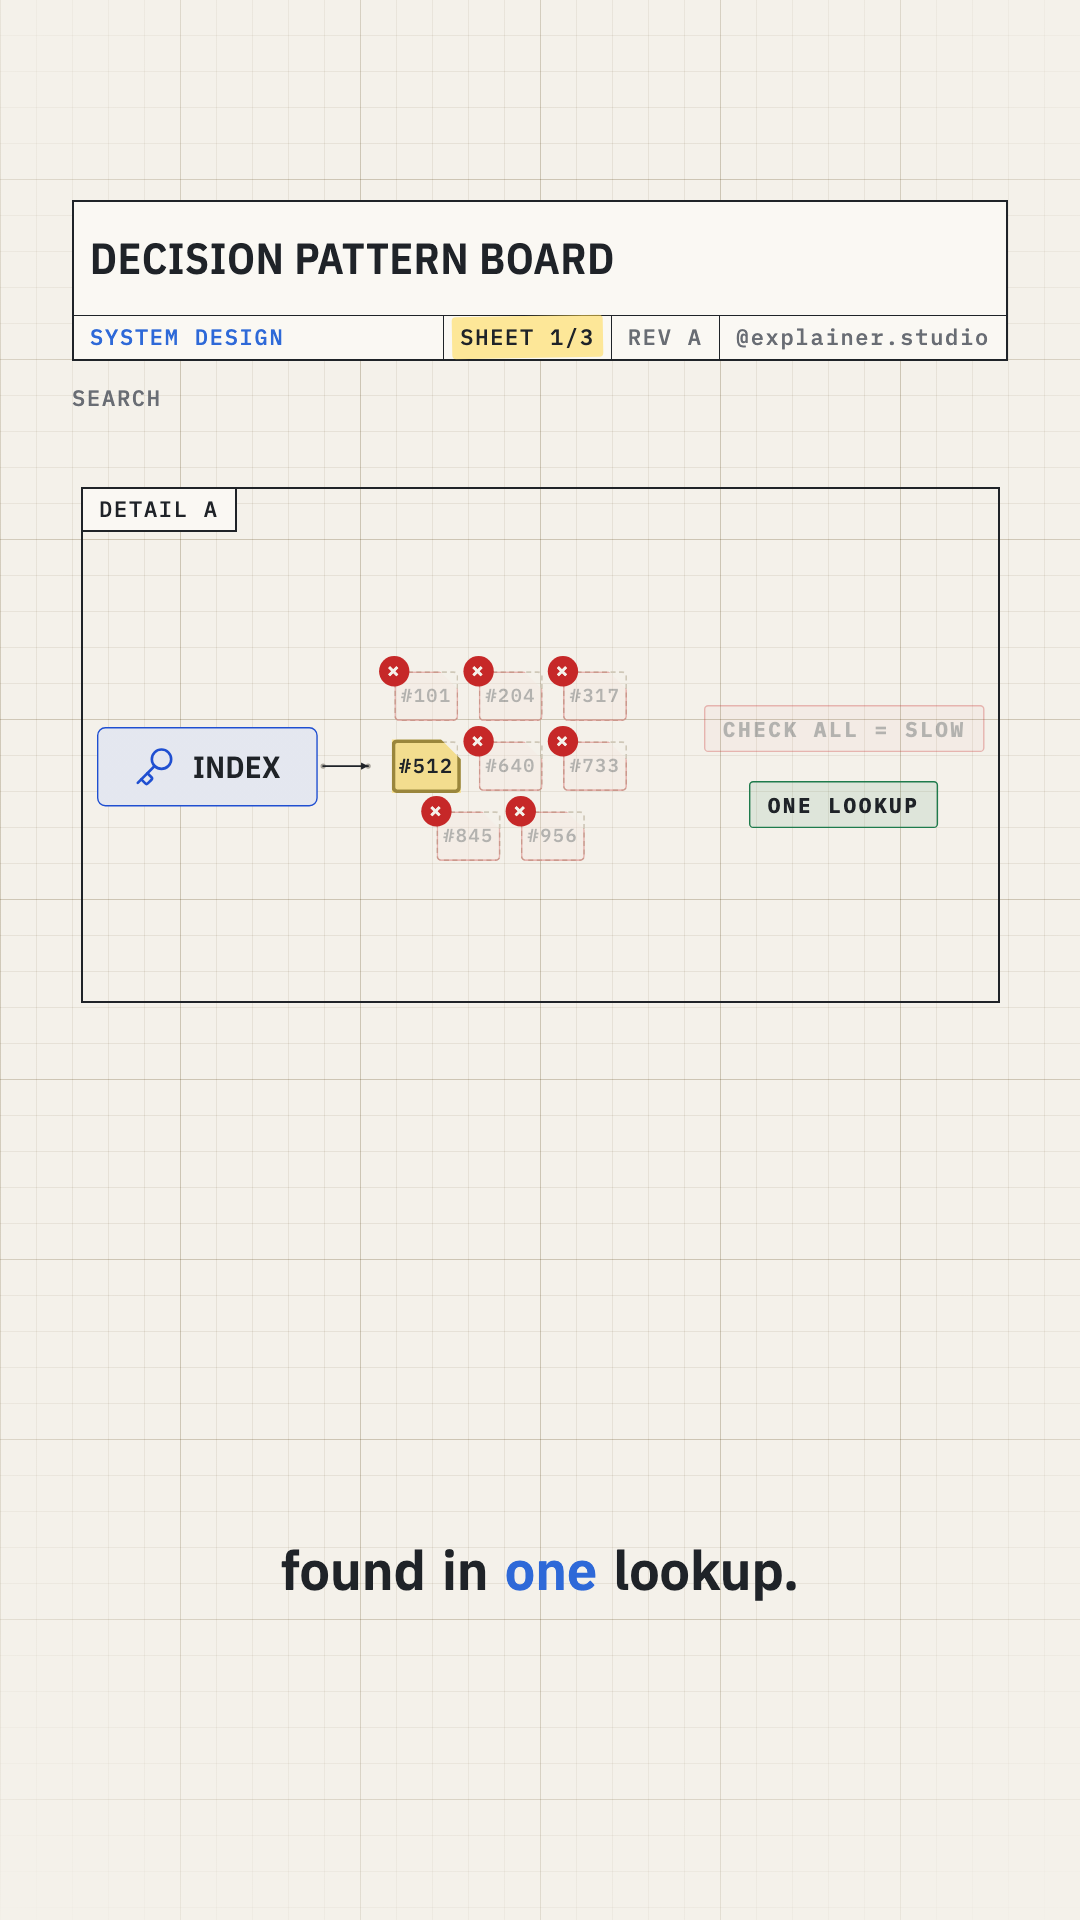 DECISION PATTERN BOARD
SYSTEM DESIGN
SHEET 1/3
REV A
@explainer.studio
SEARCH
DETAIL A
#101 #204 #317
CHECK ALL = SLOW
INDEX
#512 #640 #733
ONE LOOKUP
#845 #956
found in one lookup.